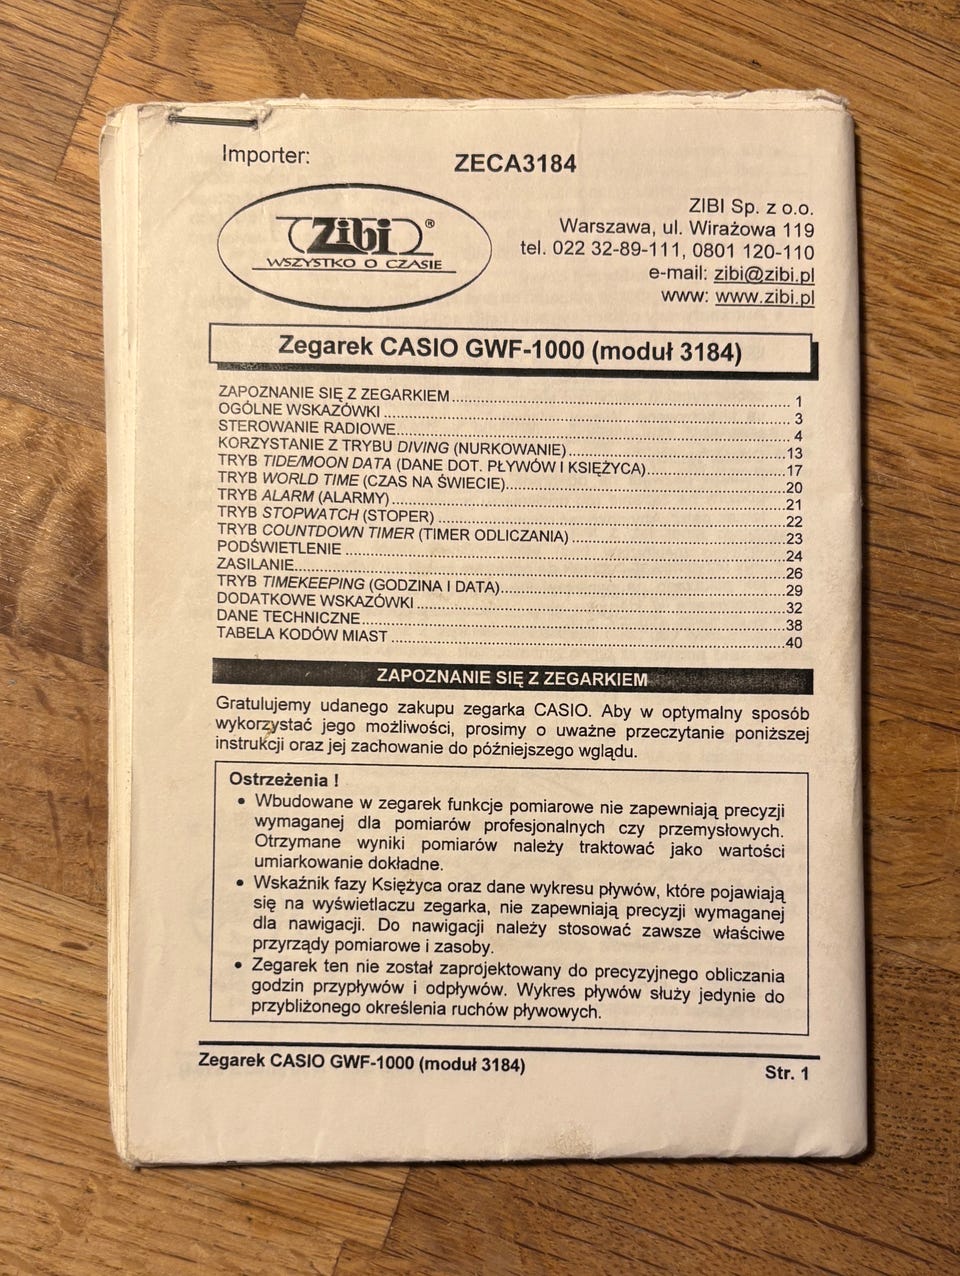 Importer:
ZECA3184
Zibi®
WSZYSTKO O CZASIE
ZIBI Sp. z o.o.
Warszawa, ul. Wirażowa 119
tel. 022 32-89-111, 0801 120-110
e-mail: zibi@zibi.pl
www: www.zibi.pl
Zegarek CASIO GWF-1000 (moduł 3184)
ZAPOZNANIE SIĘ Z ZEGARKIEM 1
OGÓLNE WSKAZÓWKI 3
STEROWANIE RADIOWE 4
KORZYSTANIE Z TRYBU DIVING (NURKOWANIE) 13
TRYB TIDE/MOON DATA (DANE DOT. PŁYWÓW I KSIĘŻYCA) 17
TRYB WORLD TIME (CZAS NA ŚWIECIE) 20
TRYB ALARM (ALARMY) 21
TRYB STOPWATCH (STOPER) 22
TRYB COUNTDOWN TIMER (TIMER ODLICZANIA) 23
PODŚWIETLENIE 24
ZASILANIE 26
TRYB TIMEKEEPING (GODZINA I DATA) 29
DODATKOWE WSKAZÓWKI 32
DANE TECHNICZNE 38
TABELA KODÓW MIAST 40
ZAPOZNANIE SIĘ Z ZEGARKIEM
Gratulujemy udanego zakupu zegarka CASIO. Aby w optymalny sposób
wykorzystać jego możliwości, prosimy o uważne przeczytanie poniższej
instrukcji oraz jej zachowanie do późniejszego wglądu.
Ostrzeżenia !
• Wbudowane w zegarek funkcje pomiarowe nie zapewniają precyzji
wymaganej dla pomiarów profesjonalnych czy przemysłowych.
Otrzymane wyniki pomiarów należy traktować jako wartości
umiarkowanie dokładne.
• Wskaźnik fazy Księżyca oraz dane wykresu pływów, które pojawiają
się na wyświetlaczu zegarka, nie zapewniają precyzji wymaganej
dla nawigacji. Do nawigacji należy stosować zawsze właściwe
przyrządy pomiarowe i zasoby.
• Zegarek ten nie został zaprojektowany do precyzyjnego obliczania
godzin przypływów i odpływów. Wykres pływów służy jedynie do
przybliżonego określenia ruchów pływowych.
Zegarek CASIO GWF-1000 (moduł 3184)
Str. 1